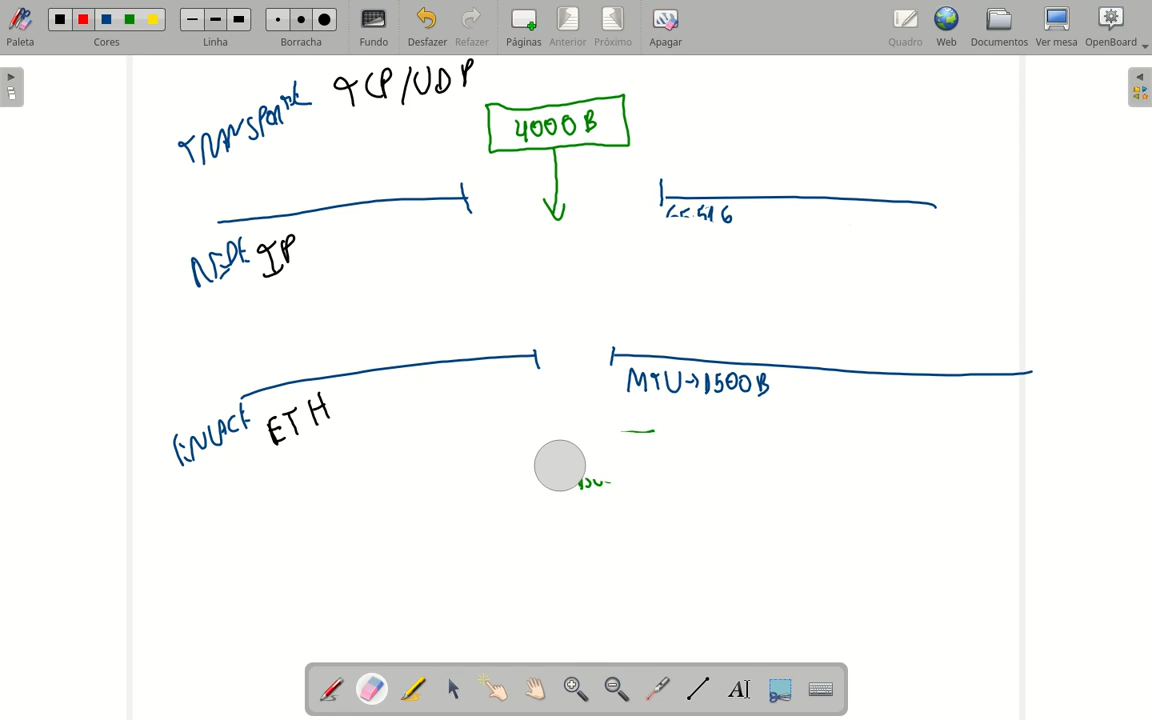 Paleta
Cores
Linha
Borracha
Fundo
Desfazer
Refazer
Páginas
Anterior
Próximo
Apagar
Quadro
Web
Documentos
Ver mesa
OpenBoard
TRANSPORTE TCP/UDP
4000 B
REDE IP
ENLACE ETH
MTU→1500B